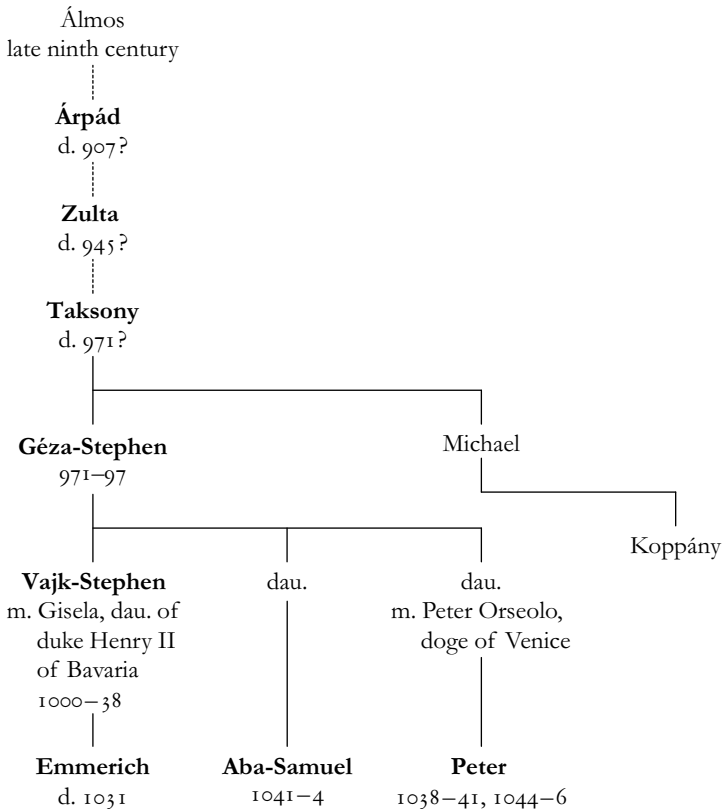 Álmos
late ninth century
Árpád
d. 907?
Zulta
d. 945?
Taksony
d. 971?
Géza-Stephen
971–97
Michael
Koppány
Vajk-Stephen
m. Gisela, dau. of
duke Henry II
of Bavaria
1000–38
dau.
dau.
m. Peter Orseolo,
doge of Venice
Emmerich
d. 1031
Aba-Samuel
1041–4
Peter
1038–41, 1044–6